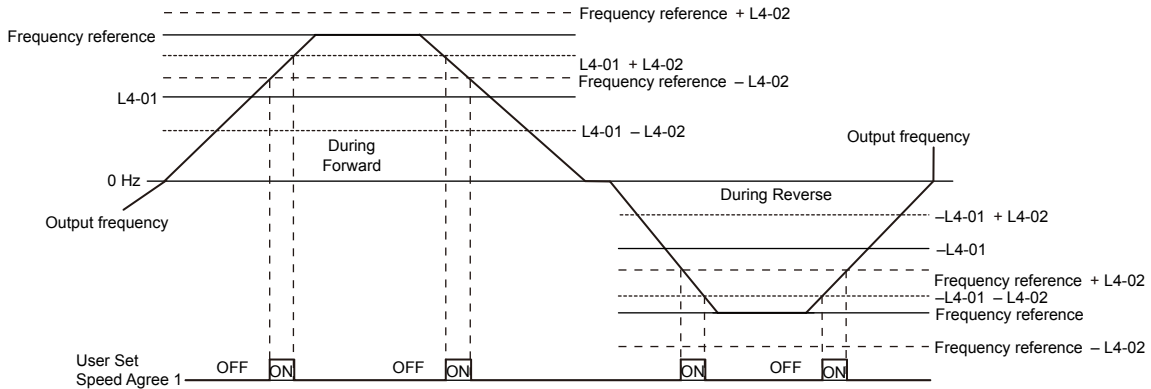 Frequency reference + L4-02
Frequency reference
L4-01 + L4-02
Frequency reference – L4-02
L4-01
L4-01 – L4-02
During
Forward
Output frequency
0 Hz
During Reverse
Output frequency
–L4-01 + L4-02
–L4-01
Frequency reference + L4-02
–L4-01 – L4-02
Frequency reference
Frequency reference – L4-02
User Set
Speed Agree 1
OFF ON OFF ON ON OFF ON